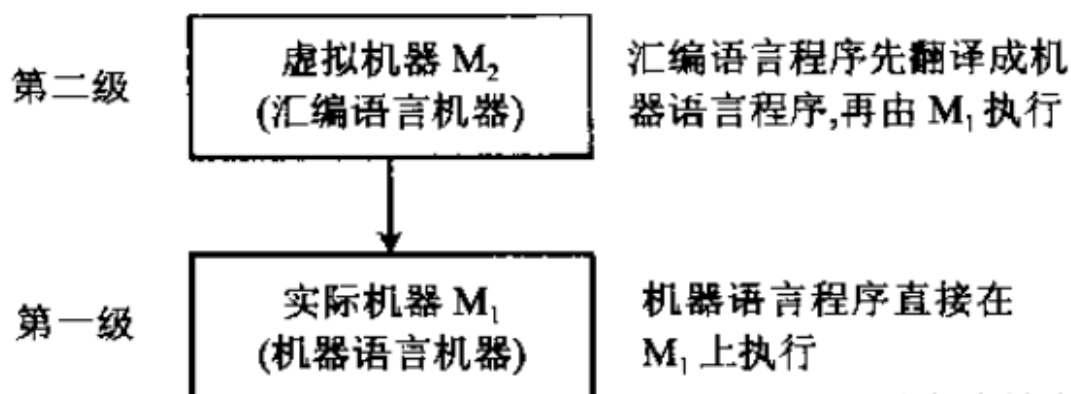 第二级
虚拟机器 M₂
(汇编语言机器)
汇编语言程序先翻译成机
器语言程序,再由 M₁ 执行
第一级
实际机器 M₁
(机器语言机器)
机器语言程序直接在
M₁ 上执行